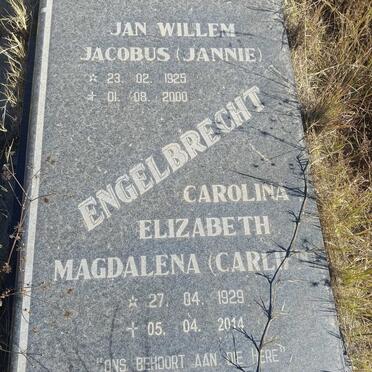 JAN WILLEM
JACOBUS (JANNIE)
☆ 23. 02. 1925
✝ 01. 08. 2000
ENGELBRECHT
CAROLINA
ELIZABETH
MAGDALENA
☆ 27. 04. 1929
✝ 05. 04. 2014
"ONS BEHOORT AAN DIE HERE"